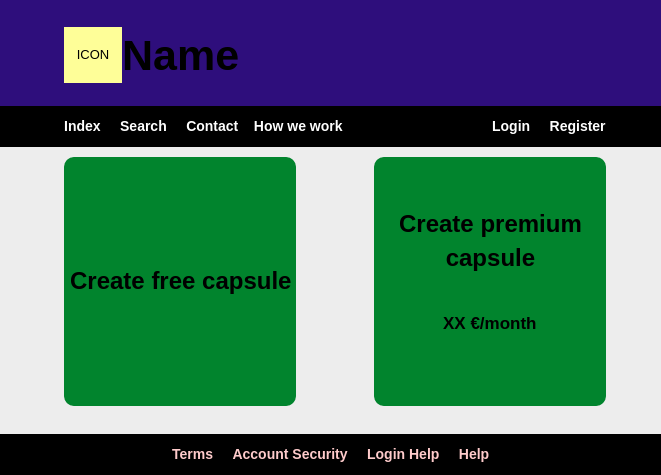 ICON Name
Index Search Contact How we work Login Register
Create free capsule
Create premium
capsule
XX €/month
Terms Account Security Login Help Help